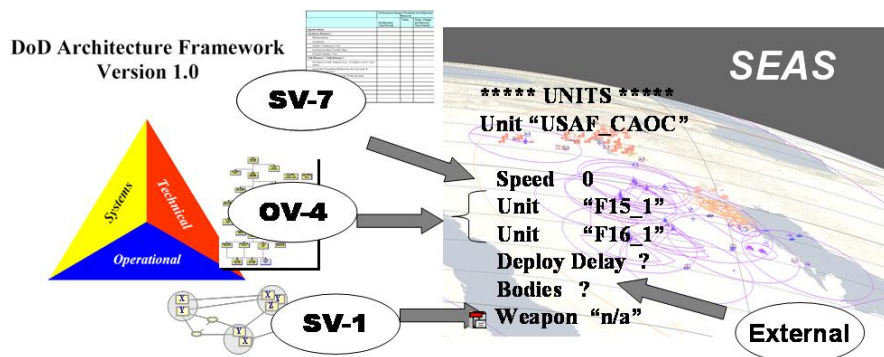 DoD Architecture Framework
Version 1.0
SV-7
Systems
Technical
Operational
OV-4
X
Y
X
Y
Z
Y
X
SV-1
SEAS
***** UNITS *****
Unit “USAF_CAOC”
Speed 0
Unit “F15_1”
Unit “F16_1”
Deploy Delay ?
Bodies ?
Weapon “n/a”
External